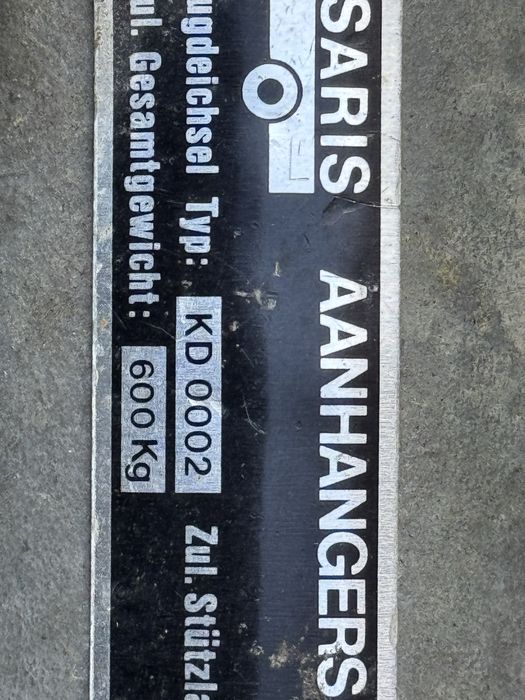 SARIS AANHANGERS
ugdeichsel Typ: KD 0002 Zul. Stützl
ul. Gesamtgewicht: 600 Kg